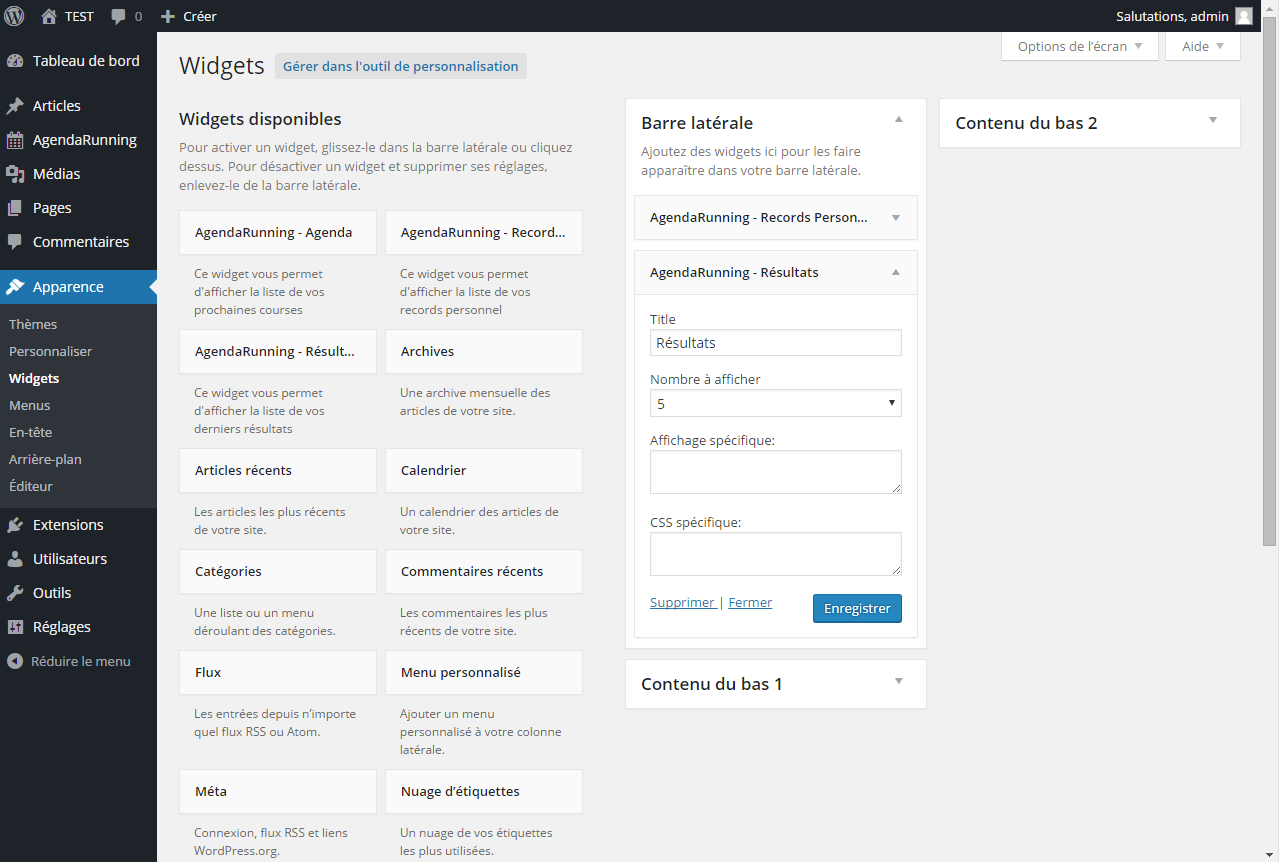 TEST
0
Créer
Salutations, admin
Tableau de bord
Articles
AgendaRunning
Médias
Pages
Commentaires
Apparence
Thèmes
Personnaliser
Widgets
Menus
En-tête
Arrière-plan
Éditeur
Extensions
Utilisateurs
Outils
Réglages
Réduire le menu
Options de l’écran
Aide
Widgets
Gérer dans l'outil de personnalisation
Widgets disponibles
Pour activer un widget, glissez-le dans la barre latérale ou cliquez
dessus. Pour désactiver un widget et supprimer ses réglages,
enlevez-le de la barre latérale.
AgendaRunning - Agenda
Ce widget vous permet
d'afficher la liste de vos
prochaines courses
AgendaRunning - Record...
Ce widget vous permet
d'afficher la liste de vos
records personnel
AgendaRunning - Résult...
Ce widget vous permet
d'afficher la liste de vos
derniers résultats
Archives
Une archive mensuelle des
articles de votre site.
Articles récents
Les articles les plus récents
de votre site.
Calendrier
Un calendrier des articles de
votre site.
Catégories
Une liste ou un menu
déroulant des catégories.
Commentaires récents
Les commentaires les plus
récents de votre site.
Flux
Les entrées depuis n’importe
quel flux RSS ou Atom.
Menu personnalisé
Ajouter un menu
personnalisé à votre colonne
latérale.
Méta
Connexion, flux RSS et liens
WordPress.org.
Nuage d’étiquettes
Un nuage de vos étiquettes
les plus utilisées.
Barre latérale
Ajoutez des widgets ici pour les faire
apparaître dans votre barre latérale.
AgendaRunning - Records Person...
AgendaRunning - Résultats
Title
Résultats
Nombre à afficher
5
Affichage spécifique:
CSS spécifique:
Supprimer | Fermer
Enregistrer
Contenu du bas 1
Contenu du bas 2